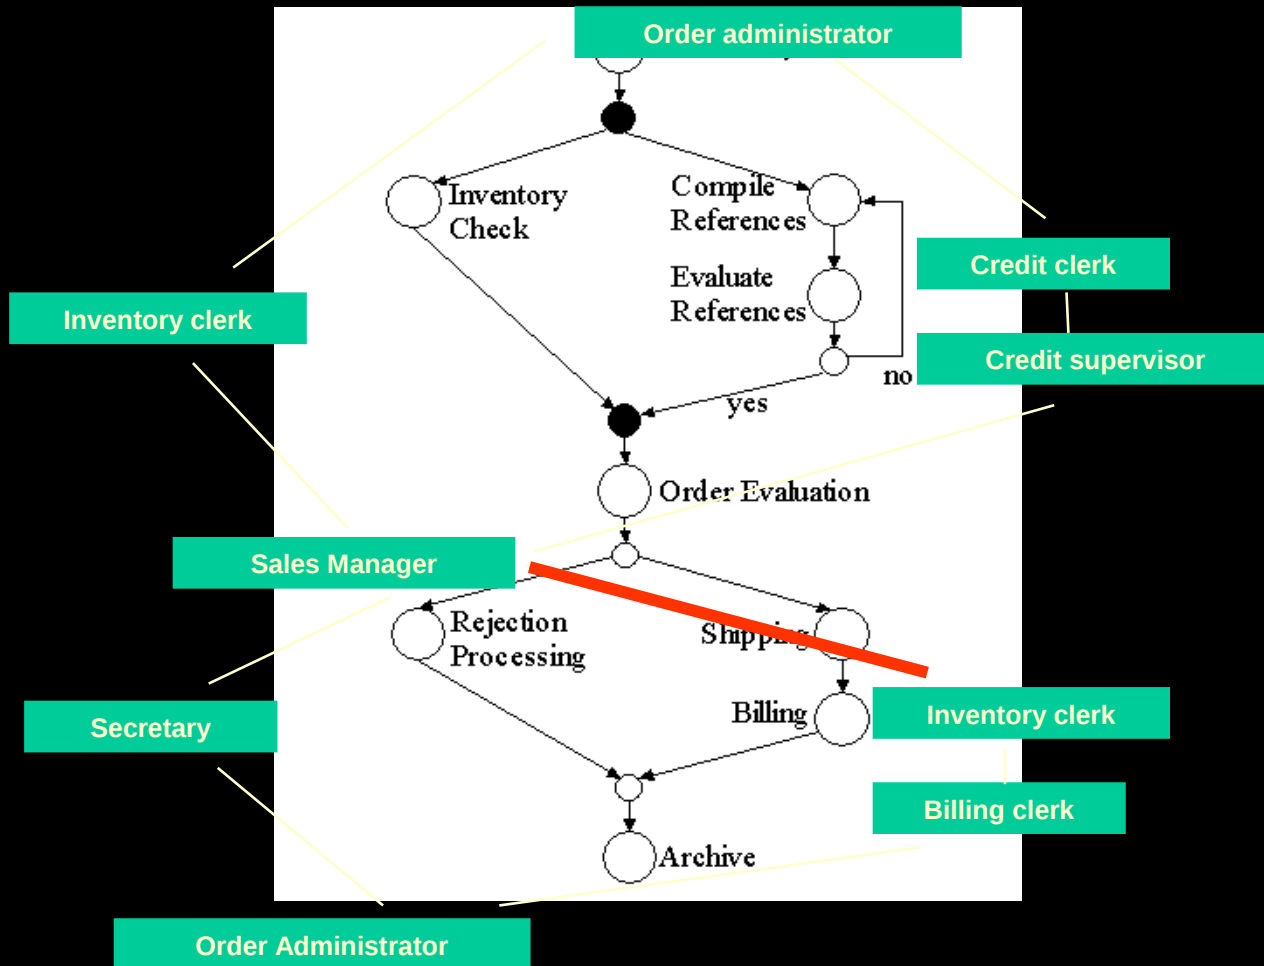 Order administrator
Inventory
Check
Compile
References
Evaluate
References
Credit clerk
Inventory clerk
Credit supervisor
no
yes
Order Evaluation
Sales Manager
Rejection
Processing
Shipping
Secretary
Billing
Inventory clerk
Billing clerk
Archive
Order Administrator